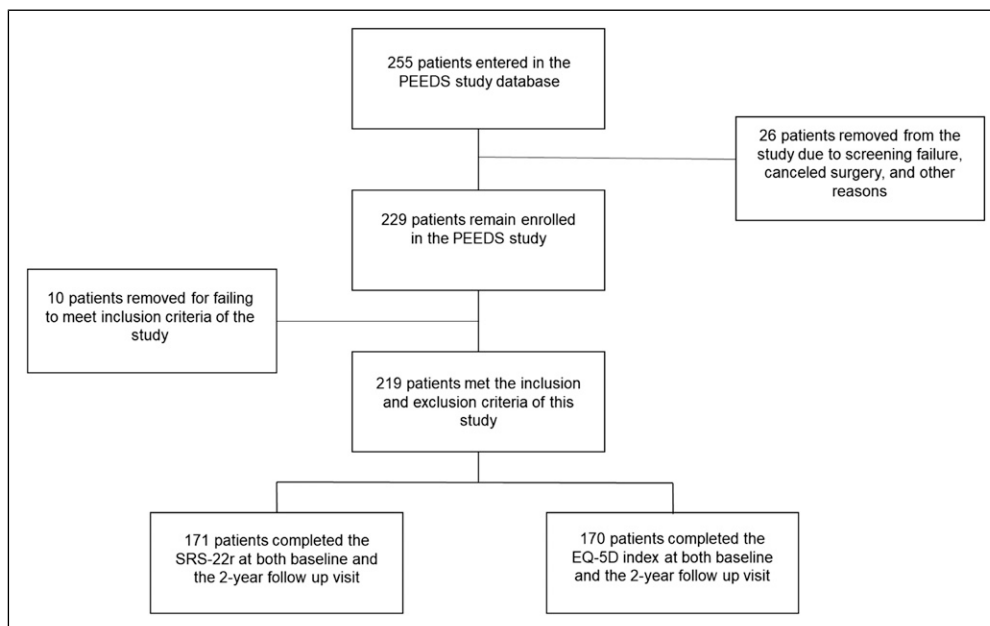 255 patients entered in the
PEEDS study database
26 patients removed from the
study due to screening failure,
canceled surgery, and other
reasons
229 patients remain enrolled
in the PEEDS study
10 patients removed for failing
to meet inclusion criteria of the
study
219 patients met the inclusion
and exclusion criteria of this
study
171 patients completed the
SRS-22r at both baseline and
the 2-year follow up visit
170 patients completed the
EQ-5D index at both baseline
and the 2-year follow up visit